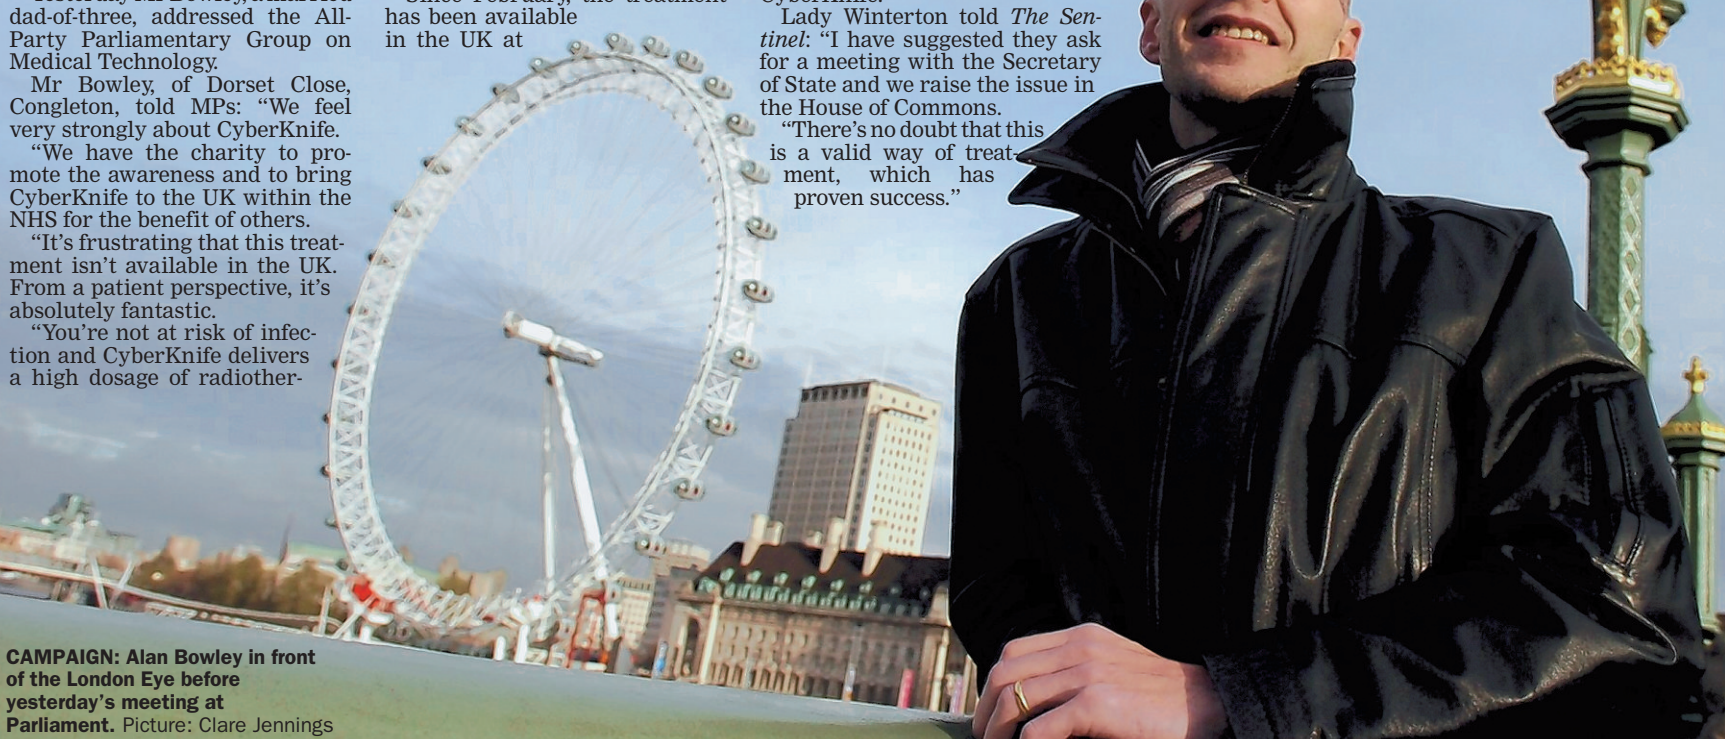 dad-of-three, addressed the All-
Party Parliamentary Group on
Medical Technology.
Mr Bowley, of Dorset Close,
Congleton, told MPs: “We feel
very strongly about CyberKnife.
“We have the charity to pro-
mote the awareness and to bring
CyberKnife to the UK within the
NHS for the benefit of others.
“It’s frustrating that this treat-
ment isn’t available in the UK.
From a patient perspective, it’s
absolutely fantastic.
“You’re not at risk of infec-
tion and CyberKnife delivers
a high dosage of radiother-
has been available
in the UK at
Lady Winterton told The Sen-
tinel: “I have suggested they ask
for a meeting with the Secretary
of State and we raise the issue in
the House of Commons.
“There’s no doubt that this
is a valid way of treat-
ment, which has
proven success.”
CAMPAIGN: Alan Bowley in front
of the London Eye before
yesterday’s meeting at
Parliament. Picture: Clare Jennings